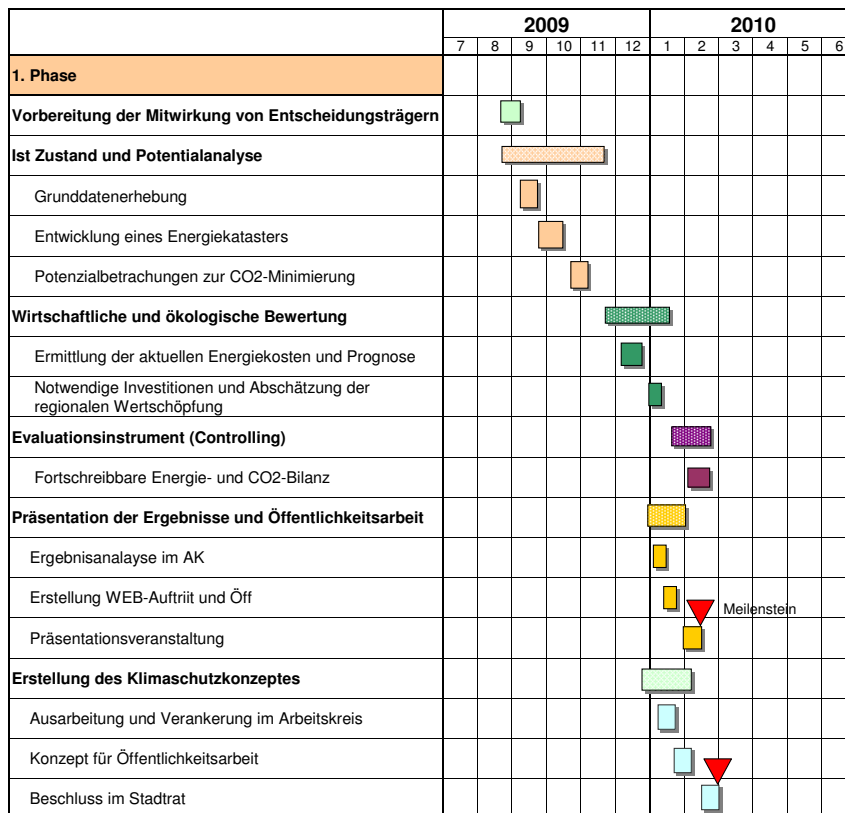 2009 2010
7 8 9 10 11 12 1 2 3 4 5 6
1. Phase
Vorbereitung der Mitwirkung von Entscheidungsträgern
Ist Zustand und Potentialanalyse
Grunddatenerhebung
Entwicklung eines Energiekatasters
Potenzialbetrachungen zur CO2-Minimierung
Wirtschaftliche und ökologische Bewertung
Ermittlung der aktuellen Energiekosten und Prognose
Notwendige Investitionen und Abschätzung der
regionalen Wertschöpfung
Evaluationsinstrument (Controlling)
Fortschreibbare Energie- und CO2-Bilanz
Präsentation der Ergebnisse und Öffentlichkeitsarbeit
Ergebnisanalayse im AK
Erstellung WEB-Auftriit und Öff
Meilenstein
Präsentationsveranstaltung
Erstellung des Klimaschutzkonzeptes
Ausarbeitung und Verankerung im Arbeitskreis
Konzept für Öffentlichkeitsarbeit
Beschluss im Stadtrat